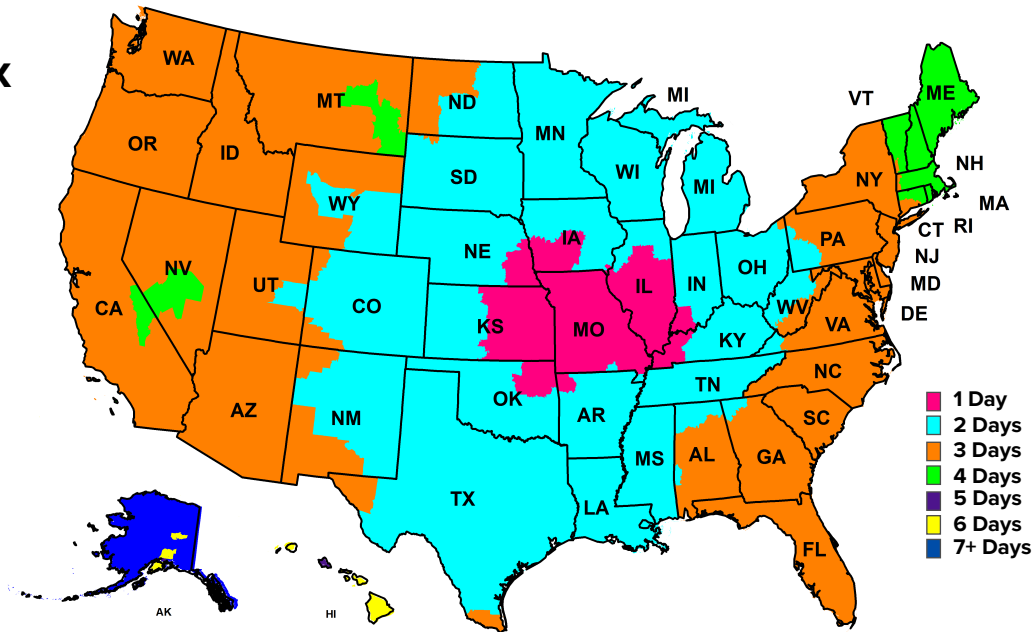 x
WA
MT
ND
MN
MI
VT
ME
OR
ID
SD
WI
MI
NY
NH
WY
MA
NE
IA
PA
CT
RI
NV
UT
CO
IL
IN
OH
NJ
CA
KS
MO
WV
MD
KY
VA
DE
AZ
NM
OK
AR
TN
NC
SC
MS
AL
GA
TX
LA
FL
AK
HI
1 Day
2 Days
3 Days
4 Days
5 Days
6 Days
7+ Days